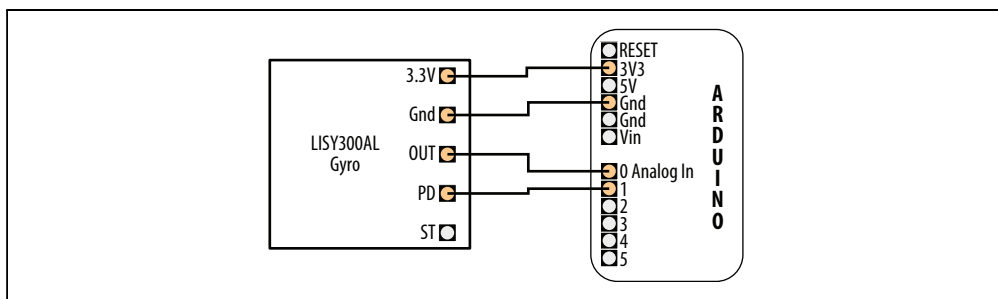 3.3V
Gnd
OUT
PD
ST
LISY300AL
Gyro
RESET
3V3
5V
Gnd
Gnd
Vin
0 Analog In
1
2
3
4
5
ARDUINO